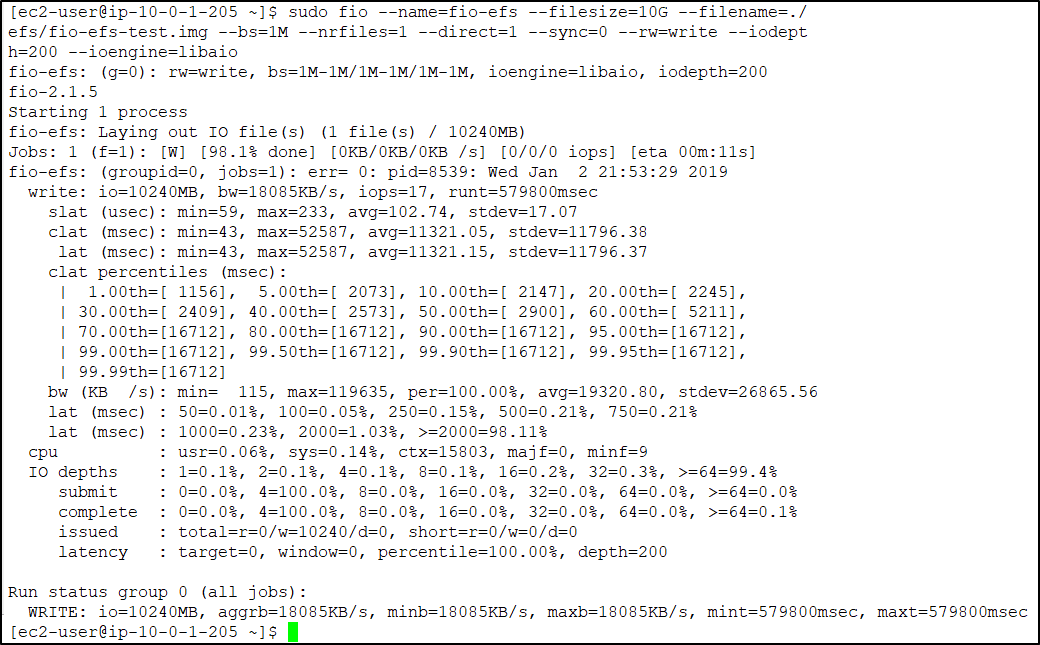 [ec2-user@ip-10-0-1-205 ~]$ sudo fio --name=fio-efs --filesize=10G --filename=./
efs/fio-efs-test.img --bs=1M --nrfiles=1 --direct=1 --sync=0 --rw=write --iodept
h=200 --ioengine=libaio
fio-efs: (g=0): rw=write, bs=1M-1M/1M-1M/1M-1M, ioengine=libaio, iodepth=200
fio-2.1.5
Starting 1 process
fio-efs: Laying out IO file(s) (1 file(s) / 10240MB)
Jobs: 1 (f=1): [W] [98.1% done] [0KB/0KB/0KB /s] [0/0/0 iops] [eta 00m:11s]
fio-efs: (groupid=0, jobs=1): err= 0: pid=8539: Wed Jan  2 21:53:29 2019
  write: io=10240MB, bw=18085KB/s, iops=17, runt=579800msec
    slat (usec): min=59, max=233, avg=102.74, stdev=17.07
    clat (msec): min=43, max=52587, avg=11321.05, stdev=11796.38
     lat (msec): min=43, max=52587, avg=11321.15, stdev=11796.37
    clat percentiles (msec):
     |  1.00th=[ 1156],  5.00th=[ 2073], 10.00th=[ 2147], 20.00th=[ 2245],
     | 30.00th=[ 2409], 40.00th=[ 2573], 50.00th=[ 2900], 60.00th=[ 5211],
     | 70.00th=[16712], 80.00th=[16712], 90.00th=[16712], 95.00th=[16712],
     | 99.00th=[16712], 99.50th=[16712], 99.90th=[16712], 99.95th=[16712],
     | 99.99th=[16712]
    bw (KB  /s): min=  115, max=119635, per=100.00%, avg=19320.80, stdev=26865.56
    lat (msec) : 50=0.01%, 100=0.05%, 250=0.15%, 500=0.21%, 750=0.21%
    lat (msec) : 1000=0.23%, 2000=1.03%, >=2000=98.11%
  cpu          : usr=0.06%, sys=0.14%, ctx=15803, majf=0, minf=9
  IO depths    : 1=0.1%, 2=0.1%, 4=0.1%, 8=0.1%, 16=0.2%, 32=0.3%, >=64=99.4%
     submit    : 0=0.0%, 4=100.0%, 8=0.0%, 16=0.0%, 32=0.0%, 64=0.0%, >=64=0.0%
     complete  : 0=0.0%, 4=100.0%, 8=0.0%, 16=0.0%, 32=0.0%, 64=0.0%, >=64=0.1%
     issued    : total=r=0/w=10240/d=0, short=r=0/w=0/d=0
     latency   : target=0, window=0, percentile=100.00%, depth=200

Run status group 0 (all jobs):
  WRITE: io=10240MB, aggrb=18085KB/s, minb=18085KB/s, maxb=18085KB/s, mint=579800msec, maxt=579800msec
[ec2-user@ip-10-0-1-205 ~]$